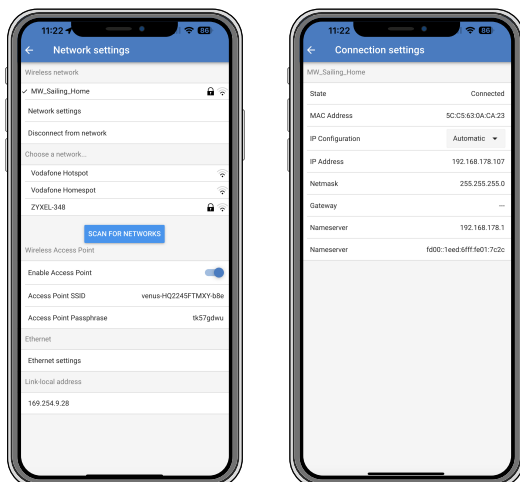 11:22
86
Network settings
Wireless network
MW_Sailing_Home
Network settings
Disconnect from network
Choose a network...
Vodafone Hotspot
Vodafone Homespot
ZYXEL-348
SCAN FOR NETWORKS
Wireless Access Point
Enable Access Point
Access Point SSID venus-HQ2245FTMXY-b8e
Access Point Passphrase tk57gdwu
Ethernet
Ethernet settings
Link-local address
169.254.9.28
11:22
86
Connection settings
MW_Sailing_Home
State Connected
MAC Address 5C:C5:63:0A:CA:23
IP Configuration Automatic
IP Address 192.168.178.107
Netmask 255.255.255.0
Gateway ---
Nameserver 192.168.178.1
Nameserver fd00::1eed:6fff:fe01:7c2c